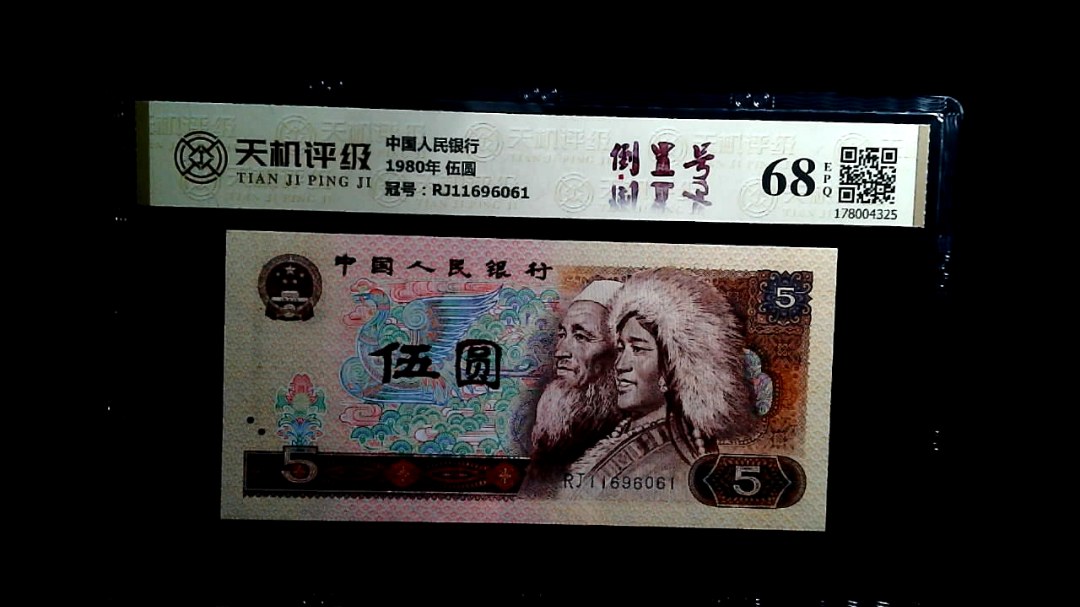 天机评级
TIAN JI PING JI
中国人民银行
1980年 伍圆
冠号：RJ11696061
倒置号
68
EPQ
178004325
中国人民银行
5
伍圆
5
RJ11696061
5